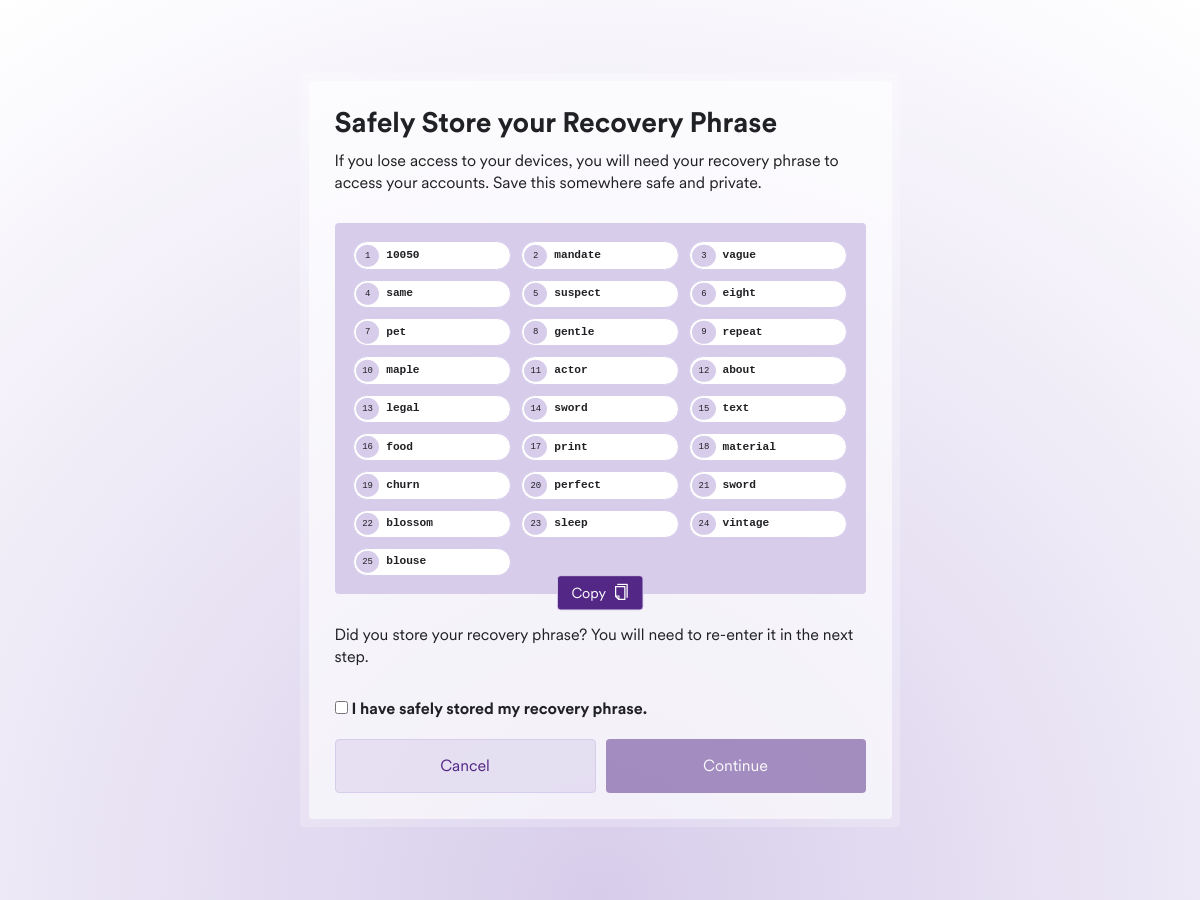 Safely Store your Recovery Phrase
If you lose access to your devices, you will need your recovery phrase to
access your accounts. Save this somewhere safe and private.
1 10050 2 mandate 3 vague
4 same 5 suspect 6 eight
7 pet 8 gentle 9 repeat
10 maple 11 actor 12 about
13 legal 14 sword 15 text
16 food 17 print 18 material
19 churn 20 perfect 21 sword
22 blossom 23 sleep 24 vintage
25 blouse
Copy
Did you store your recovery phrase? You will need to re-enter it in the next
step.
I have safely stored my recovery phrase.
Cancel Continue